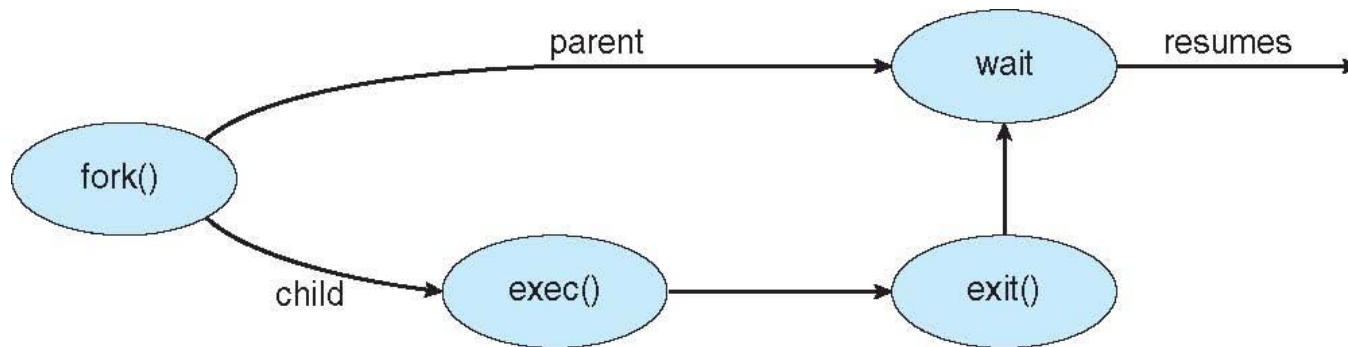 parent
wait
resumes
fork()
child
exec()
exit()